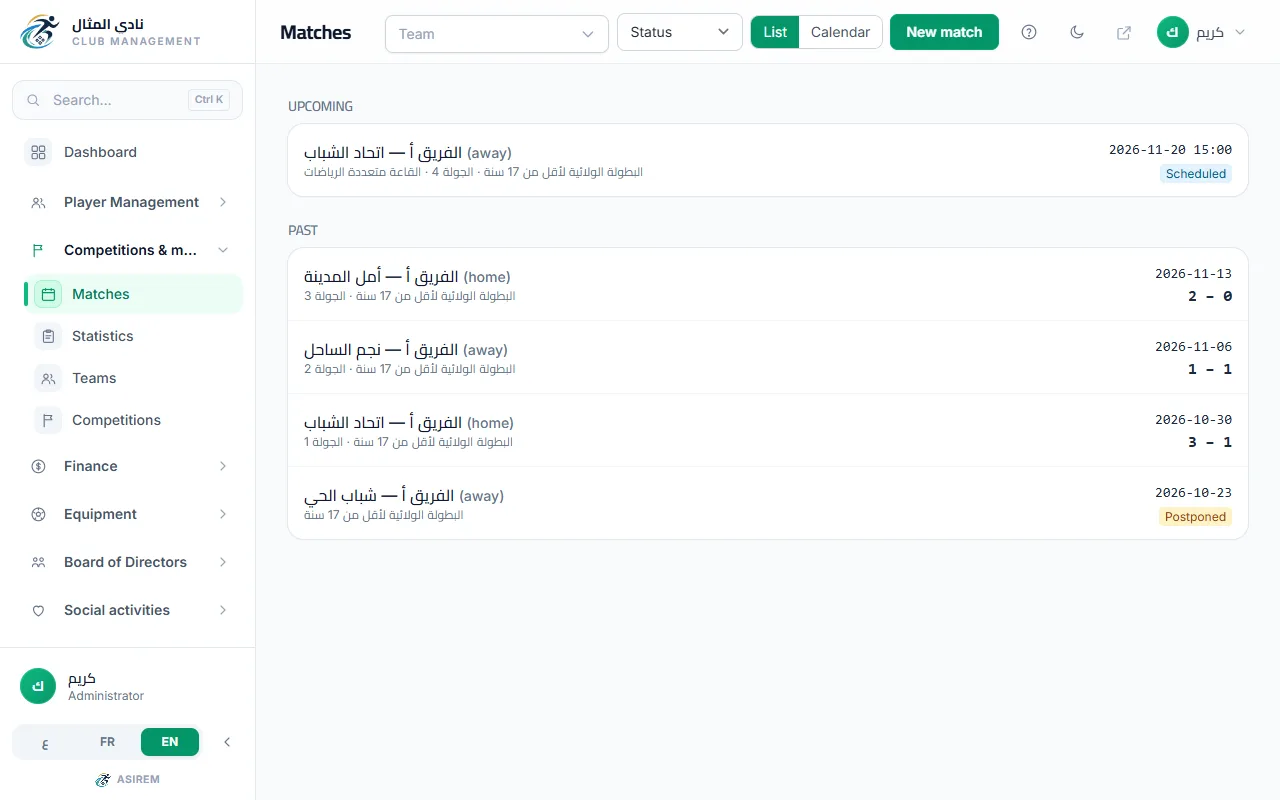 نادي المثال
CLUB MANAGEMENT
Search...
Ctrl K
Dashboard
Player Management
Competitions & m...
Matches
Statistics
Teams
Competitions
Finance
Equipment
Board of Directors
Social activities
كريم
Administrator
ع
FR
EN
ASIREM
Matches
Team
Status
List
Calendar
New match
ك
كريم
UPCOMING
الفريق أ — اتحاد الشباب (away)
البطولة الولائية لأقل من 17 سنة · الجولة 4 · القاعة متعددة الرياضات
2026-11-20 15:00
Scheduled
PAST
الفريق أ — أمل المدينة (home)
البطولة الولائية لأقل من 17 سنة · الجولة 3
2026-11-13
2 – 0
الفريق أ — نجم الساحل (away)
البطولة الولائية لأقل من 17 سنة · الجولة 2
2026-11-06
1 – 1
الفريق أ — اتحاد الشباب (home)
البطولة الولائية لأقل من 17 سنة · الجولة 1
2026-10-30
3 – 1
الفريق أ — شباب الحي (away)
البطولة الولائية لأقل من 17 سنة
2026-10-23
Postponed